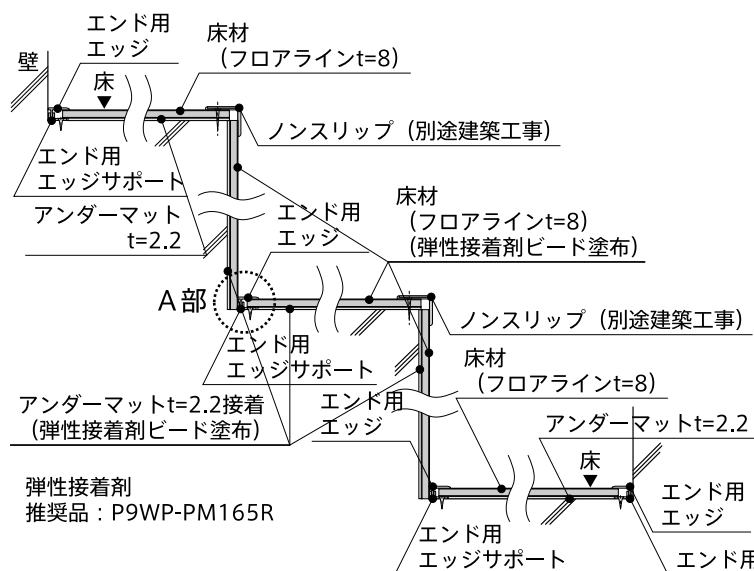 エンド用
エッジ
床材
(フロアラインt=8)
壁
床
ノンスリップ (別途建築工事)
エンド用
エッジサポート
アンダーマット
t=2.2
エンド用
エッジ
床材
(フロアラインt=8)
(弾性接着剤ビード塗布)
A部
ノンスリップ (別途建築工事)
エンド用
エッジサポート
床材
(フロアラインt=8)
アンダーマットt=2.2接着
(弾性接着剤ビード塗布)
エンド用
エッジ
アンダーマットt=2.2
床
弾性接着剤
推奨品：P9WP-PM165R
エンド用
エッジ
エンド用
エッジサポート
エンド用